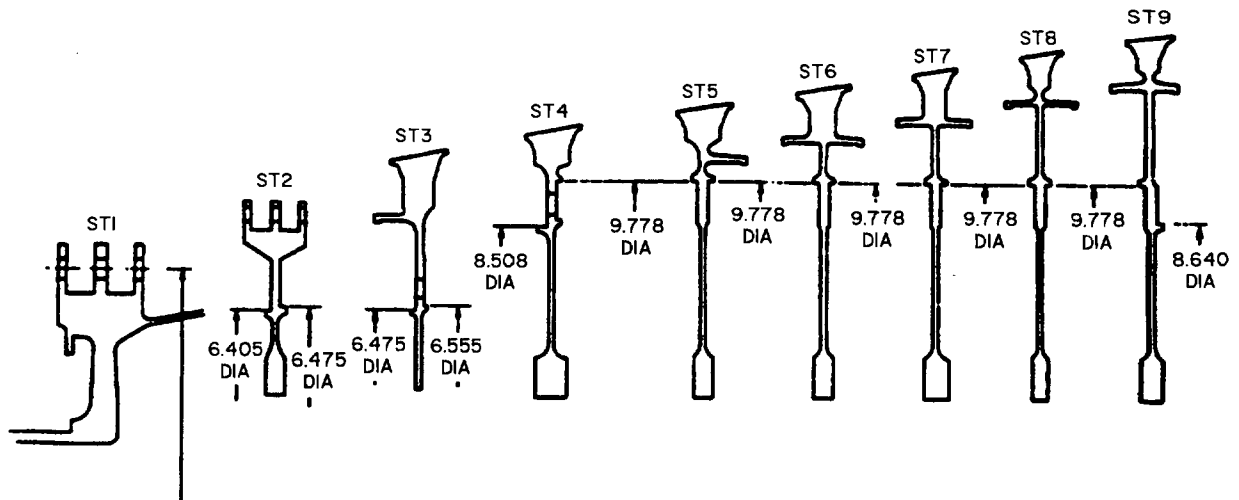 ST1
ST2
ST3
ST4
ST5
ST6
ST7
ST8
ST9
6.405
DIA
6.475
DIA
6.475
DIA
6.555
DIA
8.508
DIA
9.778
DIA
9.778
DIA
9.778
DIA
9.778
DIA
9.778
DIA
8.640
DIA